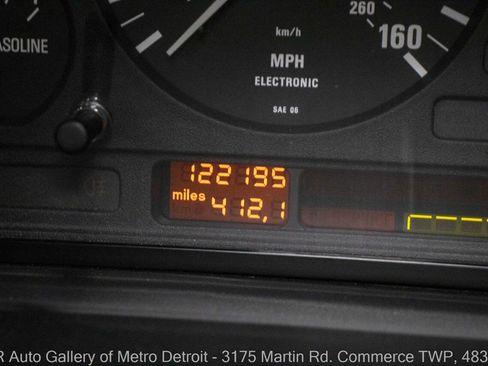 260
160
km/h
ASOLINE
MPH
ELECTRONIC
SAE 06
122195
miles
412,1
R Auto Gallery of Metro Detroit - 3175 Martin Rd. Commerce TWP, 483